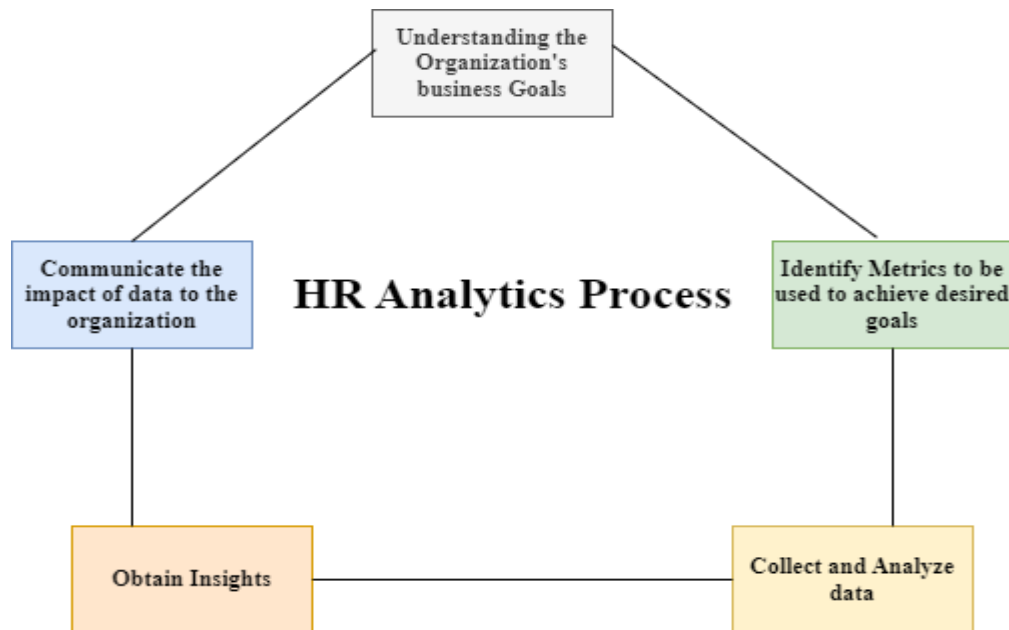 Understanding the
Organization's
business Goals
Communicate the
impact of data to the
organization
HR Analytics Process
Identify Metrics to be
used to achieve desired
goals
Obtain Insights
Collect and Analyze
data